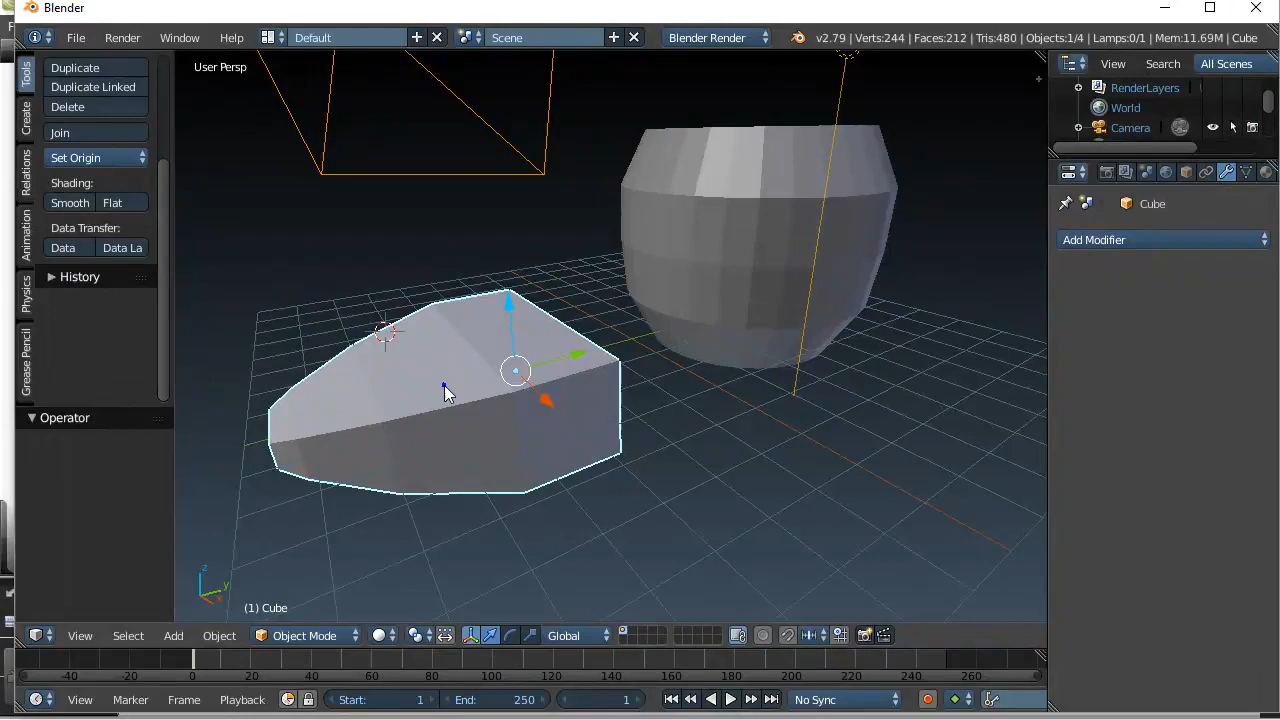 Blender
File Render Window Help Default Scene Blender Render v2.79 | Verts:244 | Faces:212 | Tris:480 | Objects:1/4 | Lamps:0/1 | Mem:11.69M | Cube
Tools
Create
Relations
Animation
Physics
Grease Pencil
Duplicate
Duplicate Linked
Delete
Join
Set Origin
Shading:
Smooth Flat
Data Transfer:
Data Data La
History
Operator
User Persp
z
y
x
(1) Cube
View Search All Scenes
RenderLayers
World
Camera
Cube
Add Modifier
View Select Add Object Object Mode Global
-40 -20 0 20 40 60 80 100 120 140 160 180 200 220 240 260
View Marker Frame Playback Start: 1 End: 250 1 No Sync